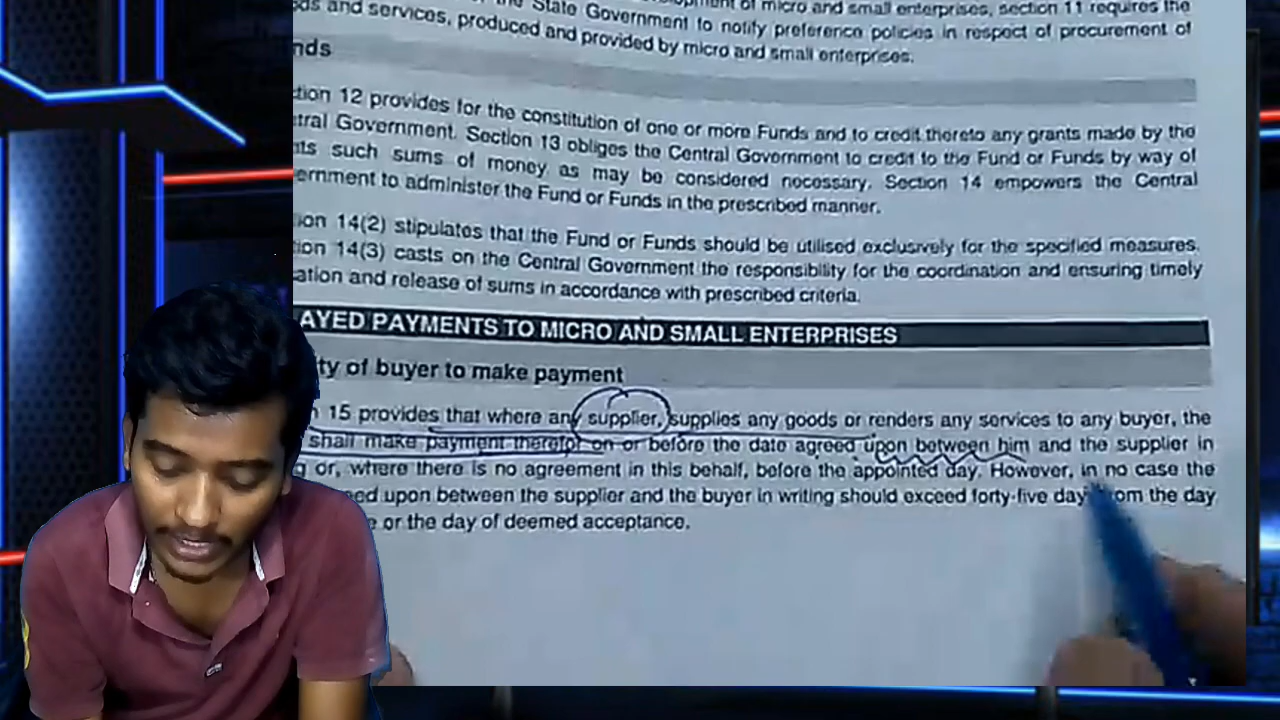 the State Government to notify preference policies in respect of procurement of
of micro and small enterprises, section 11 requires the
and services, produced and provided by micro and small enterprises.
nds
tion 12 provides for the constitution of one or more Funds and to credit thereto any grants made by the
tral Government. Section 13 obliges the Central Government to credit to the Fund or Funds by way of
ts such sums of money as may be considered necessary. Section 14 empowers the Central
ernment to administer the Fund or Funds in the prescribed manner.
ion 14(2) stipulates that the Fund or Funds should be utilised exclusively for the specified measures.
tion 14(3) casts on the Central Government the responsibility for the coordination and ensuring timely
ation and release of sums in accordance with prescribed criteria.
AYED PAYMENTS TO MICRO AND SMALL ENTERPRISES
ty of buyer to make payment
15 provides that where any supplier, supplies any goods or renders any services to any buyer, the
shall make payment therefor on or before the date agreed upon between him and the supplier in
g or, where there is no agreement in this behalf, before the appointed day. However, in no case the
ed upon between the supplier and the buyer in writing should exceed forty-five day om the day
e or the day of deemed acceptance.